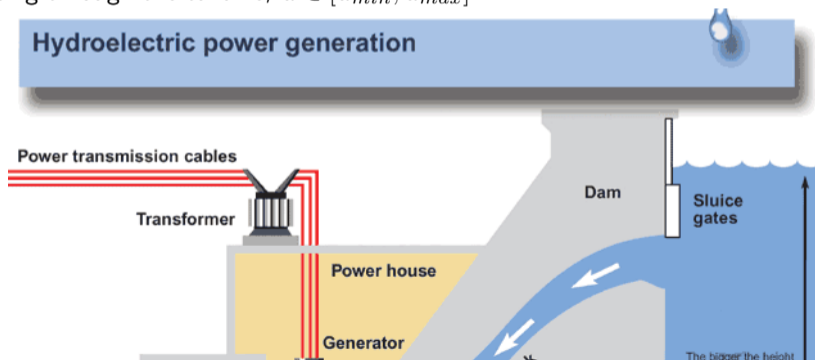 Hydroelectric power generation
Power transmission cables
Transformer
Dam
Sluice
gates
Power house
Generator
The bigger the height